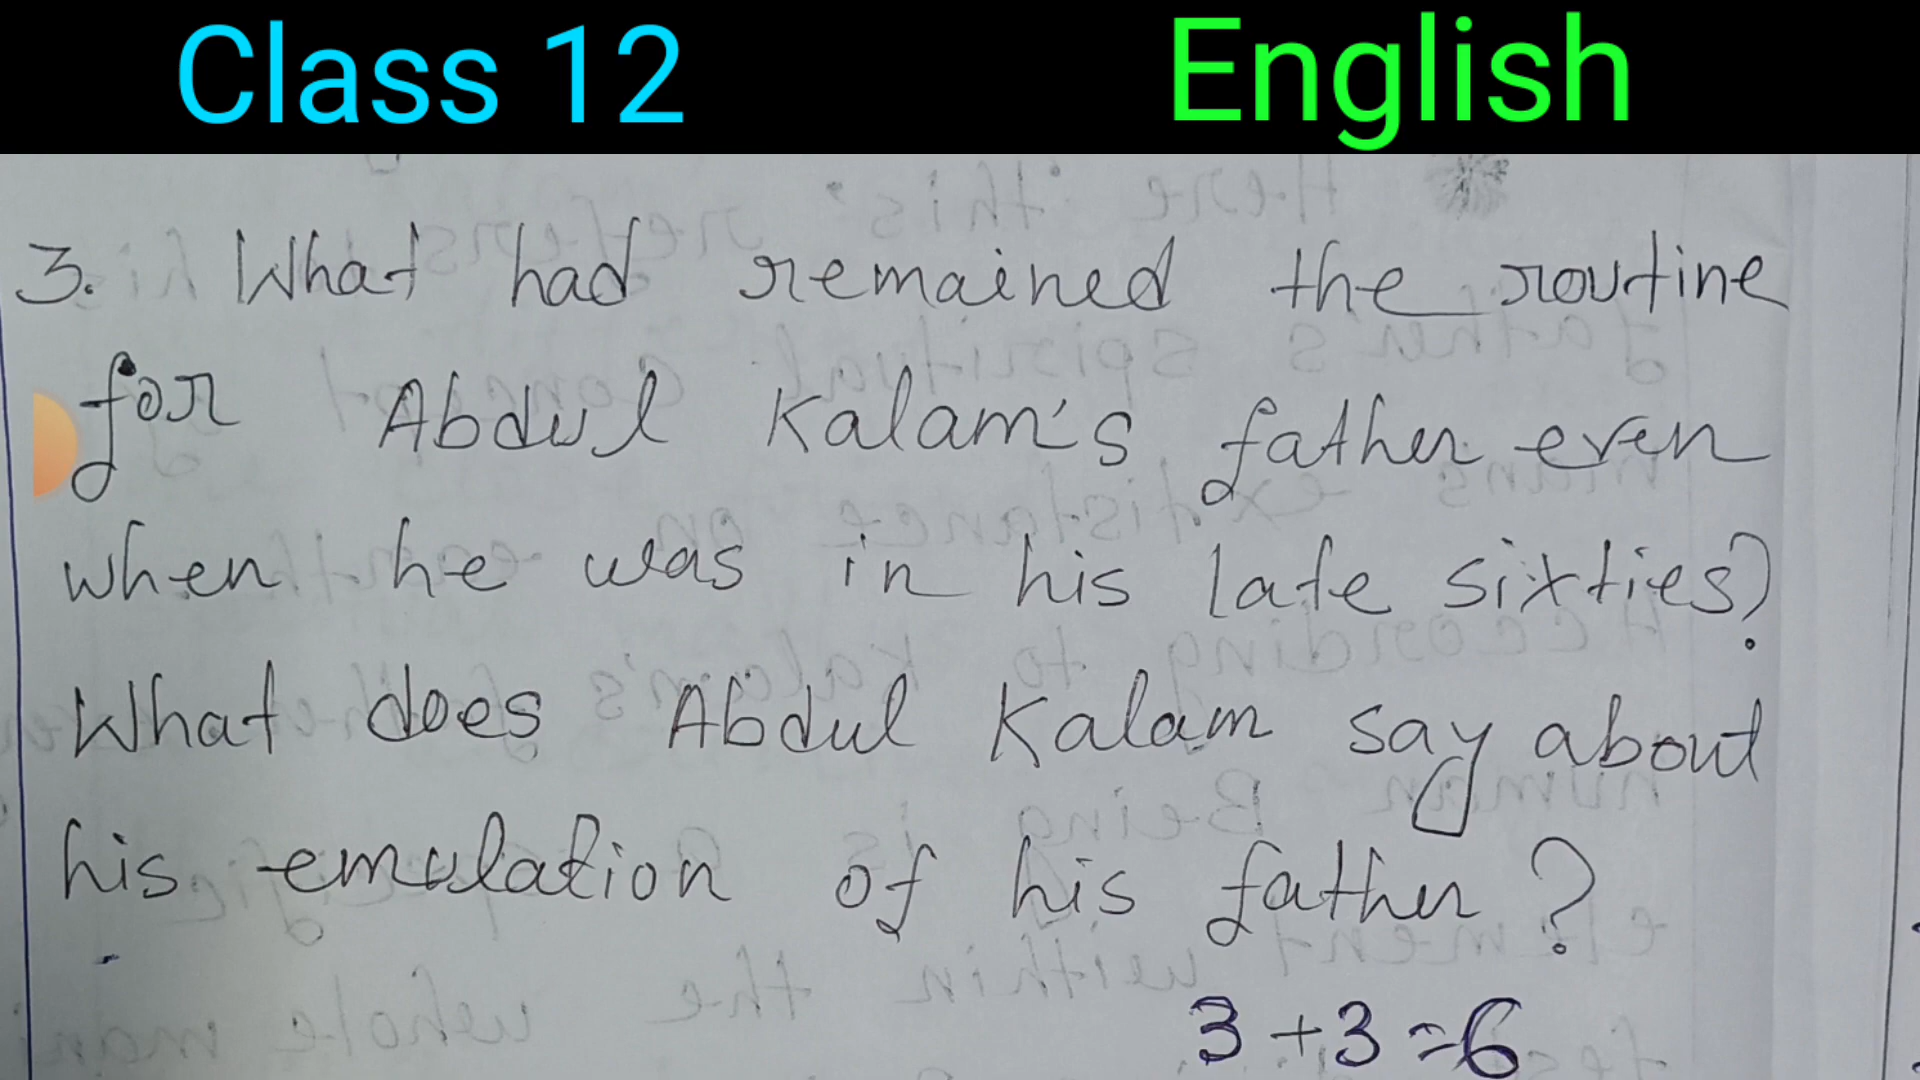 Class 12 English
3. What had remained the routine
for Abdul Kalam's father even
when he was in his late sixties?
What does Abdul Kalam say about
his emulation of his father?
3+3=6